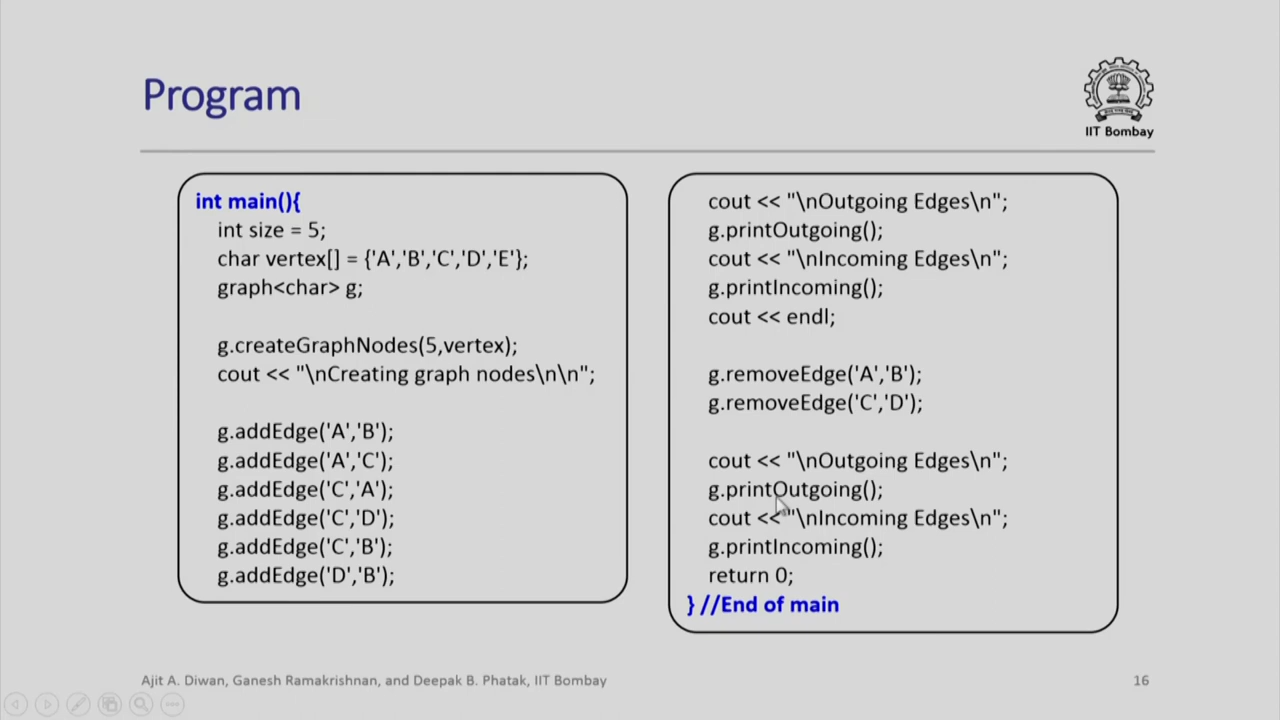 Program
IIT Bombay
int main(){
int size = 5;
char vertex[] = {'A','B','C','D','E'};
graph<char> g;
g.createGraphNodes(5,vertex);
cout << "\nCreating graph nodes\n\n";
g.addEdge('A','B');
g.addEdge('A','C');
g.addEdge('C','A');
g.addEdge('C','D');
g.addEdge('C','B');
g.addEdge('D','B');
cout << "\nOutgoing Edges\n";
g.printOutgoing();
cout << "\nIncoming Edges\n";
g.printIncoming();
cout << endl;
g.removeEdge('A','B');
g.removeEdge('C','D');
cout << "\nOutgoing Edges\n";
g.printOutgoing();
cout << "\nIncoming Edges\n";
g.printIncoming();
return 0;
} //End of main
Ajit A. Diwan, Ganesh Ramakrishnan, and Deepak B. Phatak, IIT Bombay
16